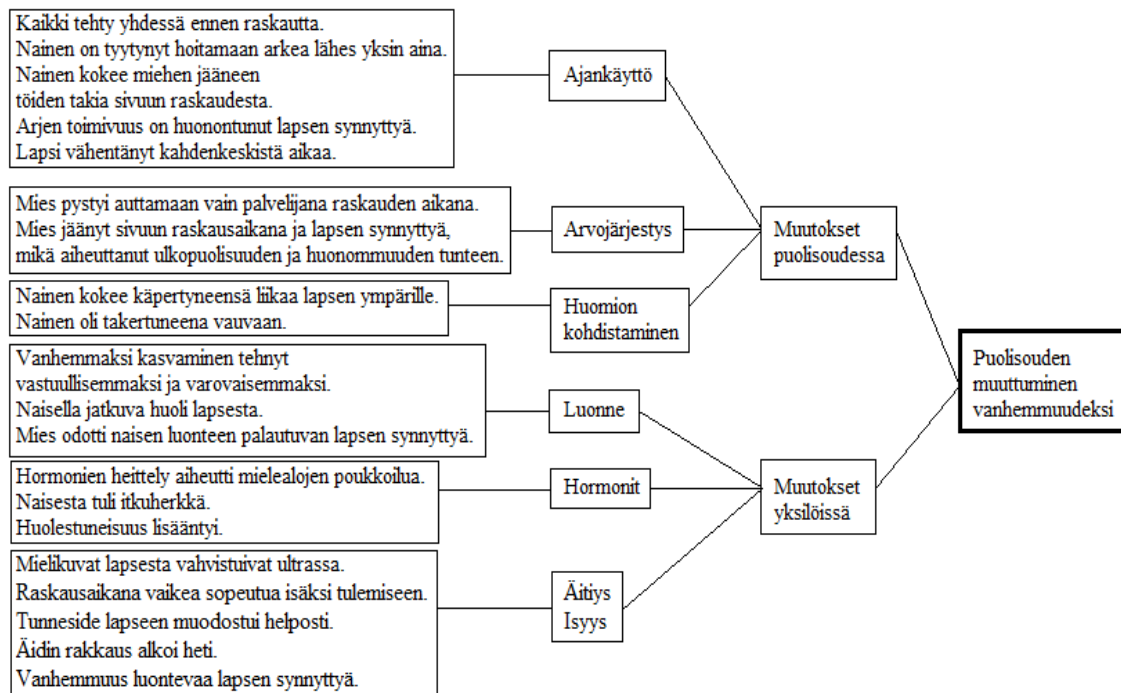 Kaikki tehty yhdessä ennen raskautta.
Nainen on tyytynyt hoitamaan arkea lähes yksin aina.
Nainen kokee miehen jääneen
töiden takia sivuun raskaudesta.
Arjen toimivuus on huonontunut lapsen synnyttyä.
Lapsi vähentänyt kahdenkeskistä aikaa.
Ajankäyttö
Mies pystyi auttamaan vain palvelijana raskauden aikana.
Mies jäänyt sivuun raskausaikana ja lapsen synnyttyä,
mikä aiheuttanut ulkopuolisuuden ja huonommuuden tunteen.
Arvojärjestys
Nainen kokee käpertyneensä liikaa lapsen ympärille.
Nainen oli takertuneena vauvaan.
Huomion
kohdistaminen
Muutokset
puolisoudessa
Vanhemmaksi kasvaminen tehnyt
vastuullisemmaksi ja varovaisemmaksi.
Naisella jatkuva huoli lapsesta.
Mies odotti naisen luonteen palautuvan lapsen synnyttyä.
Luonne
Hormonien heittely aiheutti mielealojen poukkoilua.
Naisesta tuli itkuherkkä.
Huolestuneisuus lisääntyi.
Hormonit
Mielikuvat lapsesta vahvistuivat ultrassa.
Raskausaikana vaikea sopeutua isäksi tulemiseen.
Tunneside lapseen muodostui helposti.
Äidin rakkaus alkoi heti.
Vanhemmuus luontevaa lapsen synnyttyä.
Äitiys
Isyys
Muutokset
yksilöissä
Puolisouden
muuttuminen
vanhemmuudeksi